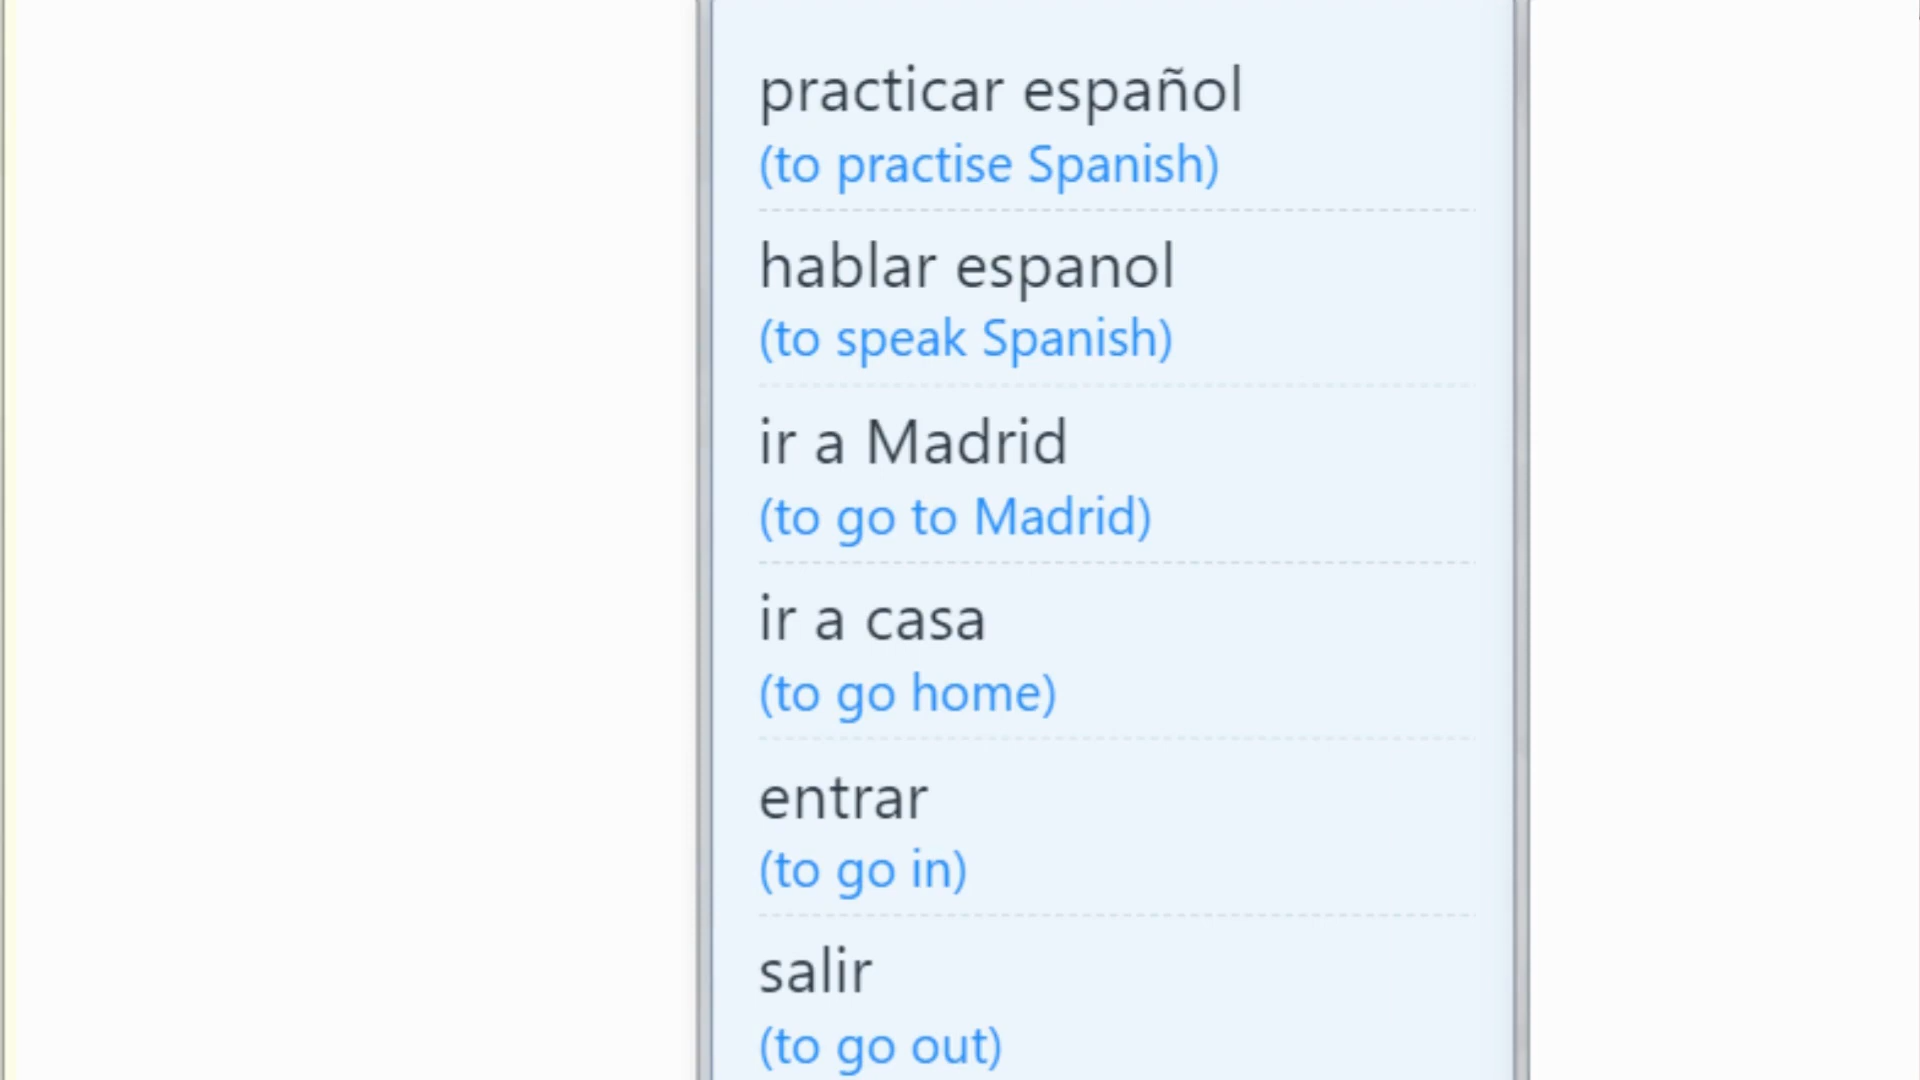 practicar español
(to practise Spanish)
hablar espanol
(to speak Spanish)
ir a Madrid
(to go to Madrid)
ir a casa
(to go home)
entrar
(to go in)
salir
(to go out)